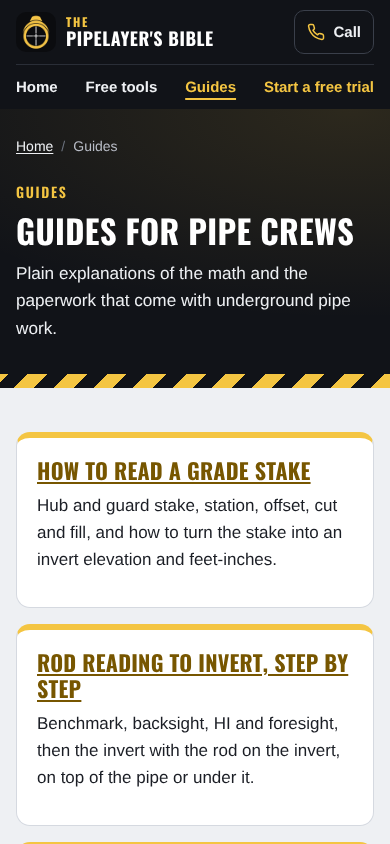 THE
PIPELAYER'S BIBLE
Call
Home Free tools Guides Start a free trial
Home / Guides
GUIDES
GUIDES FOR PIPE CREWS
Plain explanations of the math and the
paperwork that come with underground pipe
work.
HOW TO READ A GRADE STAKE
Hub and guard stake, station, offset, cut
and fill, and how to turn the stake into an
invert elevation and feet-inches.
ROD READING TO INVERT, STEP BY
STEP
Benchmark, backsight, HI and foresight,
then the invert with the rod on the invert,
on top of the pipe or under it.